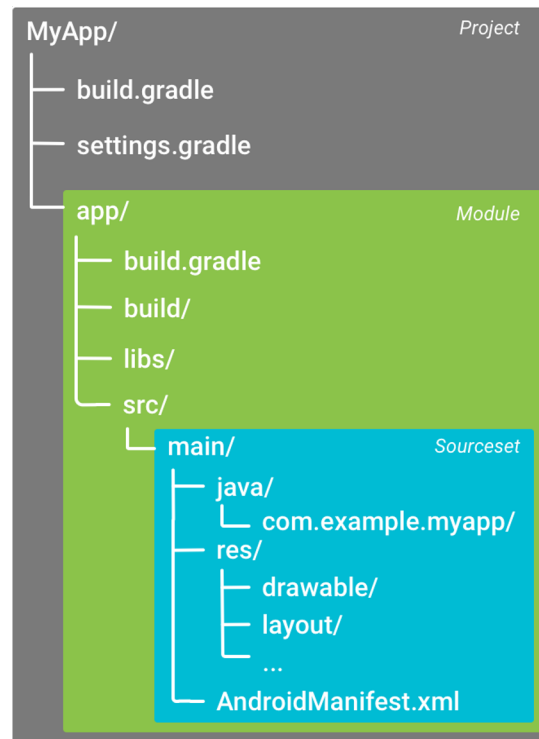 MyApp/ Project
build.gradle
settings.gradle
app/ Module
build.gradle
build/
libs/
src/
main/ Sourceset
java/
com.example.myapp/
res/
drawable/
layout/
...
AndroidManifest.xml